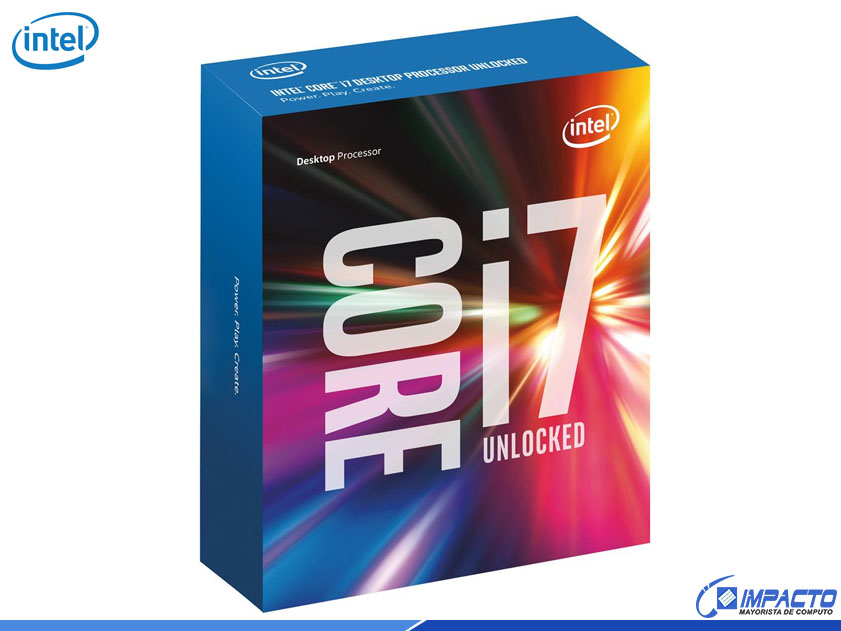 intel
intel
INTEL® CORE™ i7 DESKTOP PROCESSOR UNLOCKED
Power. Play. Create.
intel
Desktop Processor
CORE
i7
UNLOCKED
Power. Play. Create.
IMPACTO
MAYORISTA DE COMPUTO